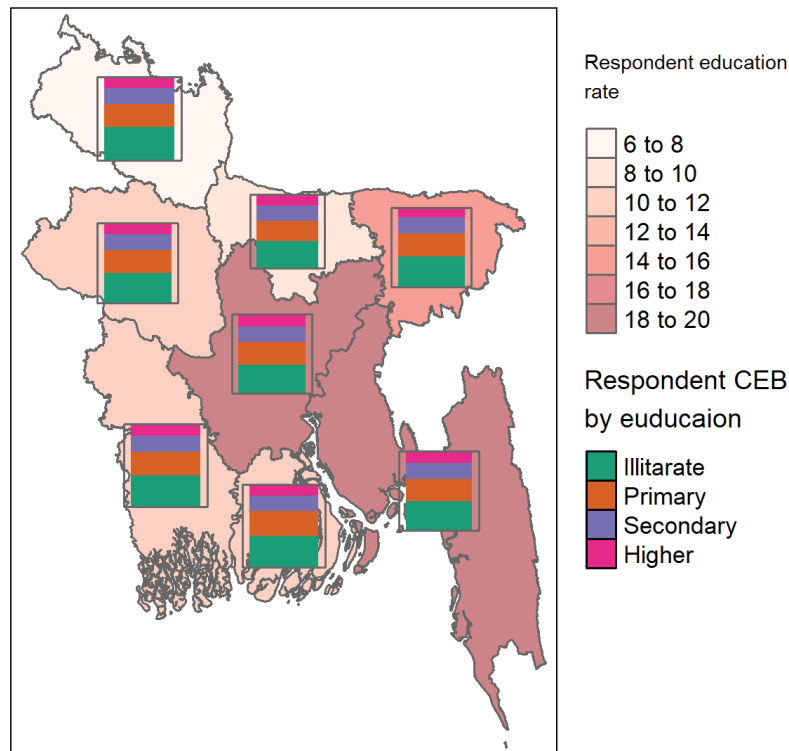 Respondent education
rate
6 to 8
8 to 10
10 to 12
12 to 14
14 to 16
16 to 18
18 to 20
Respondent CEB
by euducaion
Illitarate
Primary
Secondary
Higher